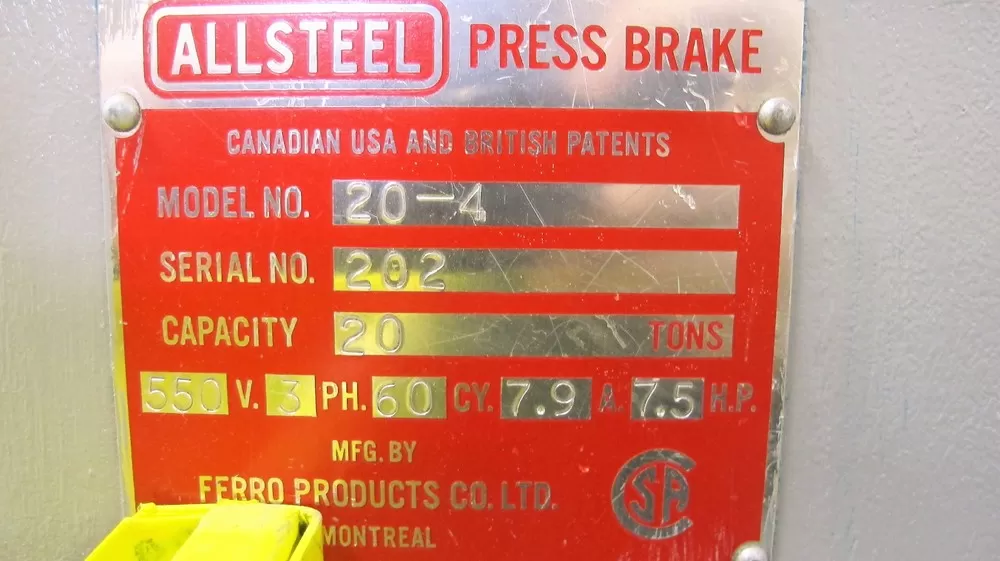 ALLSTEEL PRESS BRAKE
CANADIAN USA AND BRITISH PATENTS
MODEL NO. 20-4
SERIAL NO. 202
CAPACITY 20 TONS
550 V. 3 PH. 60 CY. 7.9 A. 7.5 H.P.
MFG. BY
FERRO PRODUCTS CO. LTD.
MONTREAL
CSA